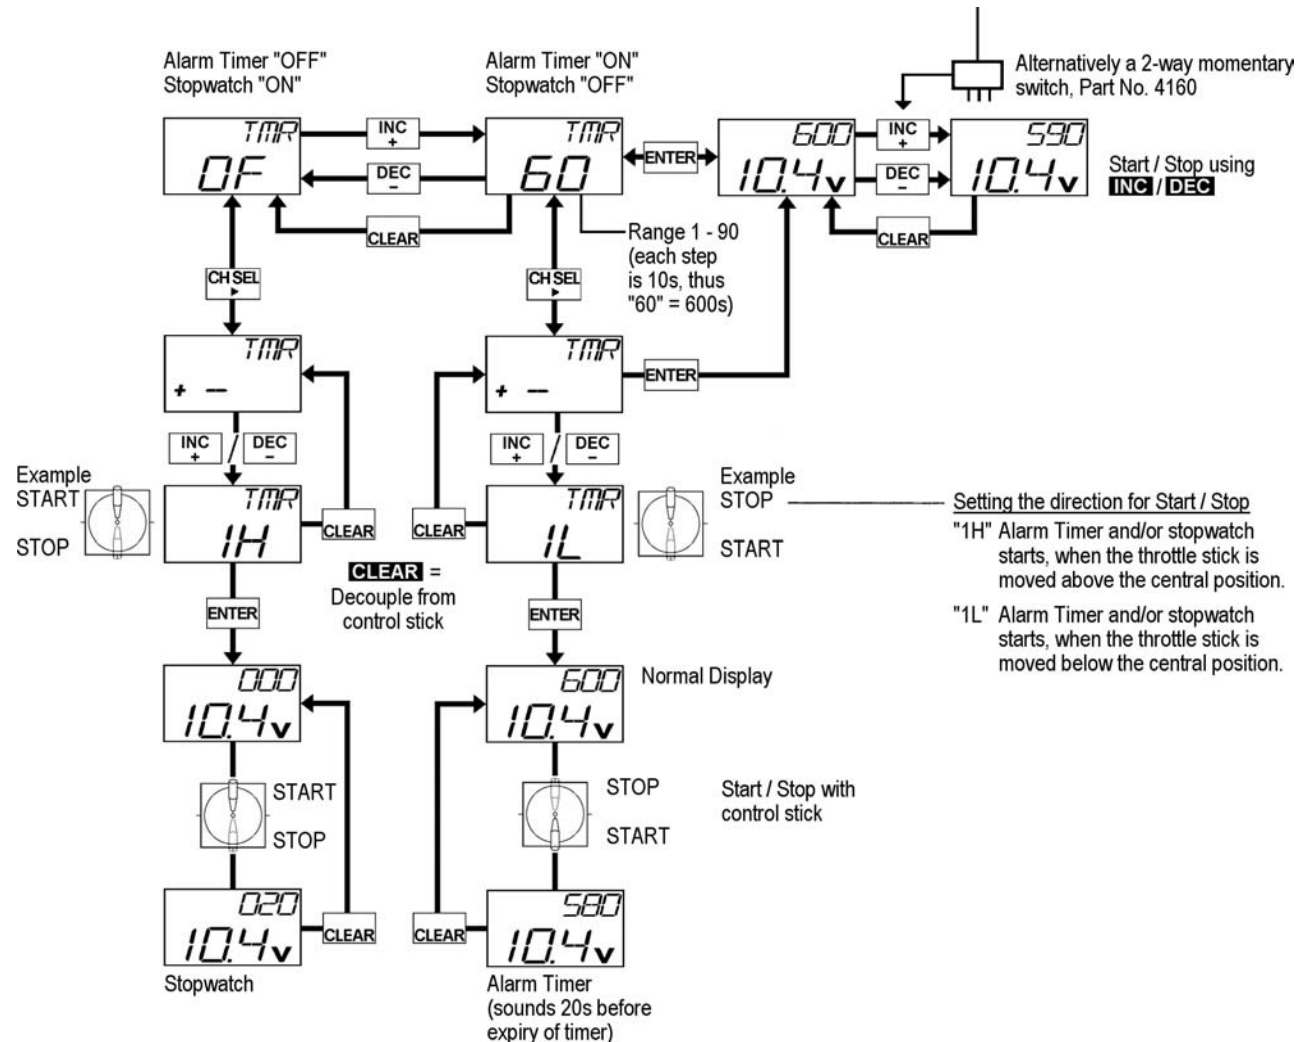 Alarm Timer "OFF"
Stopwatch "ON"
Alarm Timer "ON"
Stopwatch "OFF"
Alternatively a 2-way momentary
switch, Part No. 4160
TMR
OF
INC
+
DEC
–
CLEAR
TMR
60
ENTER
600
10.4v
INC
+
DEC
–
CLEAR
590
10.4v
Start / Stop using
INC / DEC
Range 1 - 90
(each step
is 10s, thus
"60" = 600s)
CH SEL
CH SEL
TMR
+ --
TMR
+ --
ENTER
INC
+
/
DEC
–
INC
+
/
DEC
–
Example
START
STOP
TMR
1H
CLEAR
CLEAR
TMR
1L
Example
STOP
START
Setting the direction for Start / Stop
"1H" Alarm Timer and/or stopwatch
starts, when the throttle stick is
moved above the central position.
"1L" Alarm Timer and/or stopwatch
starts, when the throttle stick is
moved below the central position.
CLEAR =
Decouple from
control stick
ENTER
ENTER
000
10.4v
600
10.4v
Normal Display
START
STOP
STOP
START
Start / Stop with
control stick
020
10.4v
CLEAR
CLEAR
580
10.4v
Stopwatch
Alarm Timer
(sounds 20s before
expiry of timer)